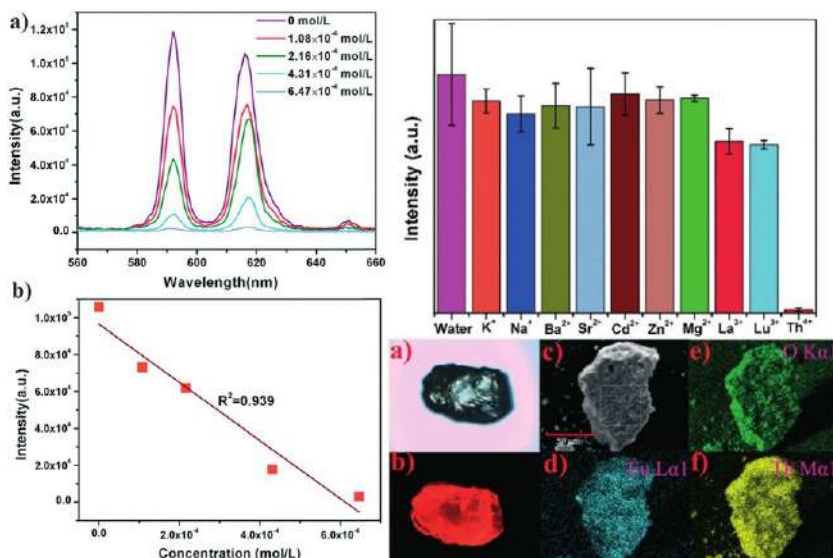 a)
0 mol/L
1.08×10⁻⁴ mol/L
2.16×10⁻⁴ mol/L
4.31×10⁻⁴ mol/L
6.47×10⁻⁴ mol/L
1.2x10⁵
1.0x10⁵
8.0x10⁴
6.0x10⁴
4.0x10⁴
2.0x10⁴
0.0
Intensity(a.u.)
560 580 600 620 640 660
Wavelength(nm)
Intensity (a.u.)
Water K⁺ Na⁺ Ba²⁺ Sr²⁺ Cd²⁺ Zn²⁺ Mg²⁺ La³⁺ Lu³⁺ Th⁴⁺
b)
1.0x10⁵
8.0x10⁴
6.0x10⁴
4.0x10⁴
2.0x10⁴
0.0
Intensity(a.u.)
R²=0.939
0.0 2.0x10⁻⁴ 4.0x10⁻⁴ 6.0x10⁻⁴
Concentration (mol/L)
a)
c)
50 μm
e) O Kα1
b)
d) Eu Lα1
f) Th Mα1